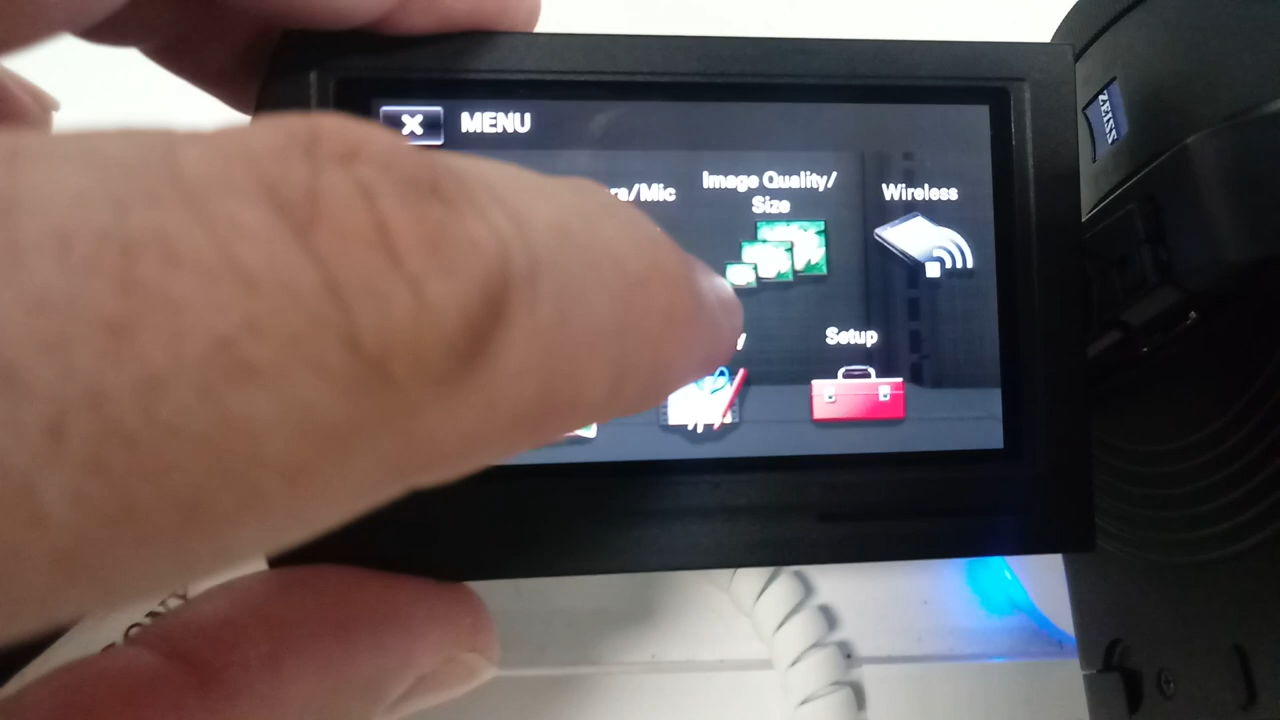 MENU
ra/Mic
Image Quality/
Size
Wireless
Setup
ZEISS